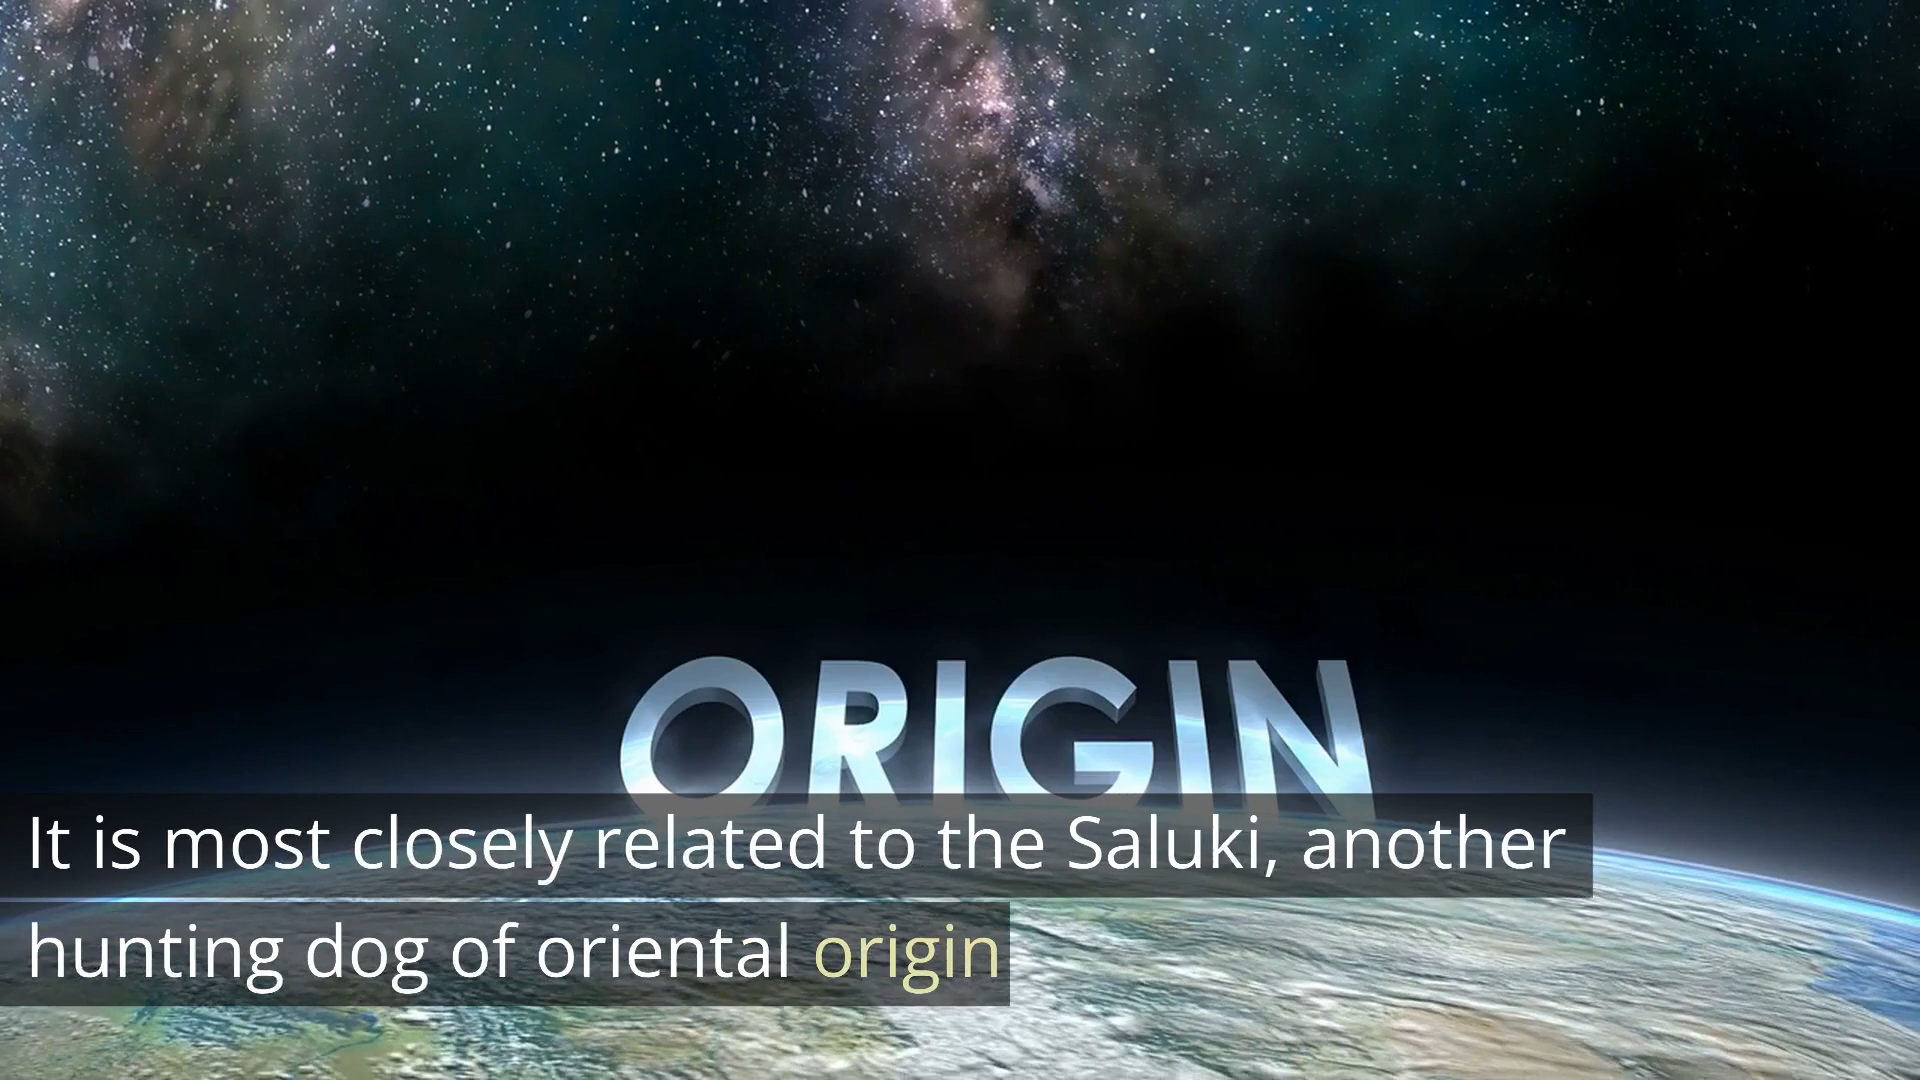 ORIGIN
It is most closely related to the Saluki, another
hunting dog of oriental origin